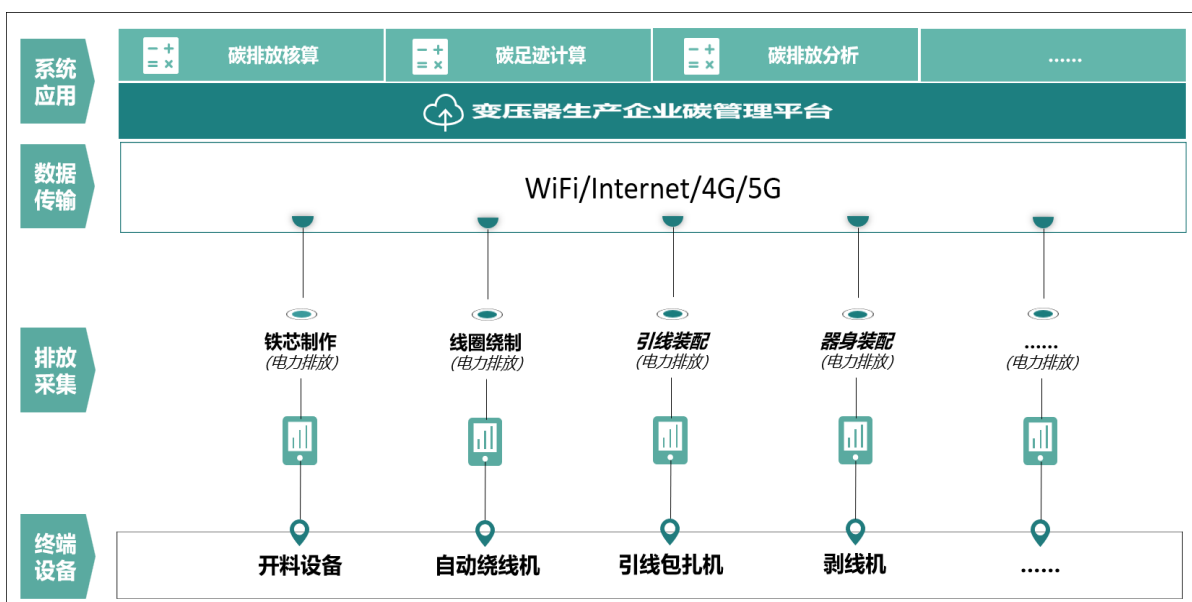 系统
应用
碳排放核算
碳足迹计算
碳排放分析
......
变压器生产企业碳管理平台
数据
传输
WiFi/Internet/4G/5G
排放
采集
铁芯制作
(电力排放)
线圈绕制
(电力排放)
引线装配
(电力排放)
器身装配
(电力排放)
......
(电力排放)
终端
设备
开料设备
自动绕线机
引线包扎机
剥线机
......